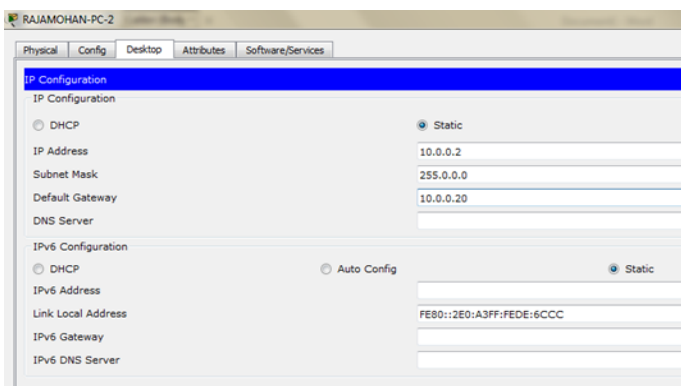 RAJAMOHAN-PC-2
Physical Config Desktop Attributes Software/Services
IP Configuration
IP Configuration
DHCP Static
IP Address 10.0.0.2
Subnet Mask 255.0.0.0
Default Gateway 10.0.0.20
DNS Server
IPv6 Configuration
DHCP Auto Config Static
IPv6 Address
Link Local Address FE80::2E0:A3FF:FEDE:6CCC
IPv6 Gateway
IPv6 DNS Server